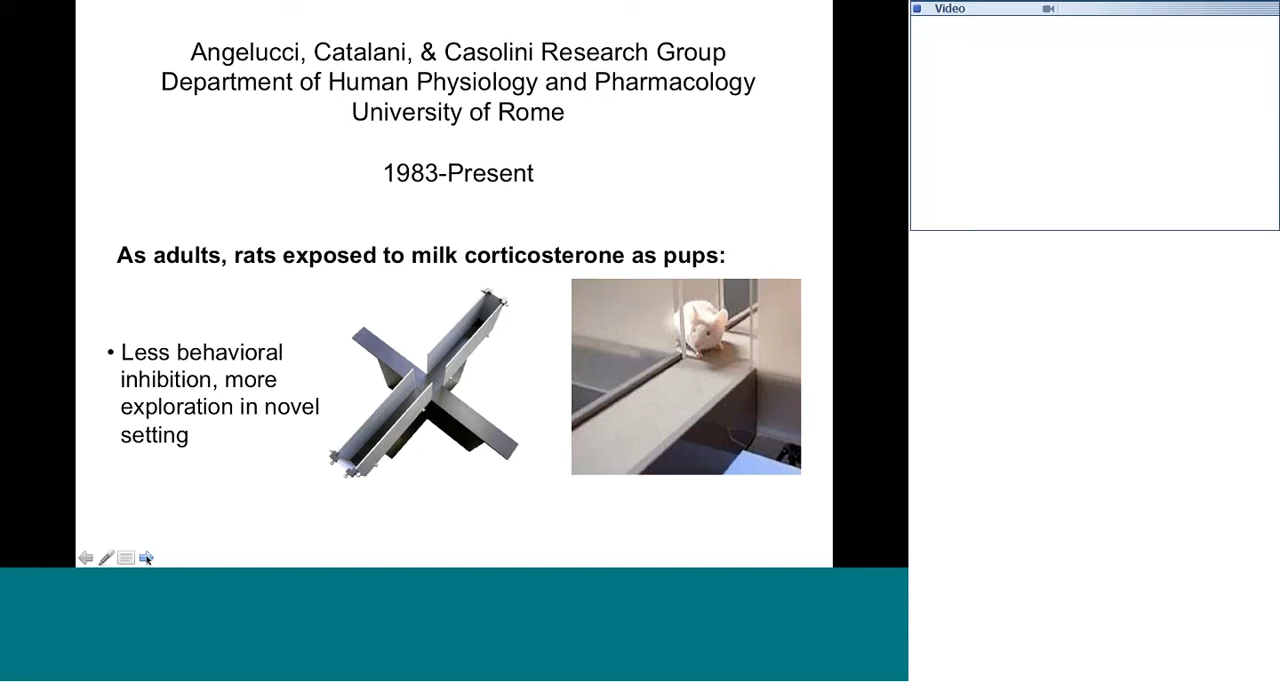 Video
Angelucci, Catalani, & Casolini Research Group
Department of Human Physiology and Pharmacology
University of Rome
1983-Present
As adults, rats exposed to milk corticosterone as pups:
• Less behavioral
inhibition, more
exploration in novel
setting